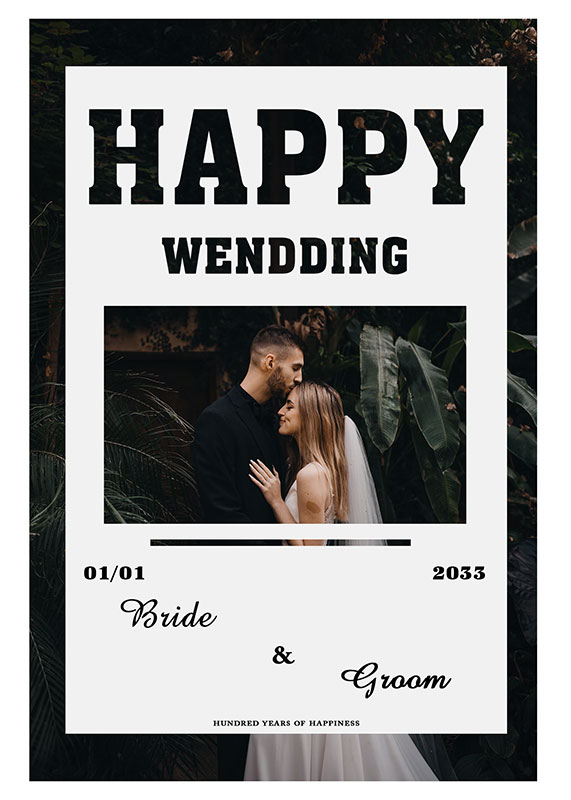 HAPPY
WENDDING
01/01 2033
Bride
&
Groom
HUNDRED YEARS OF HAPPINESS